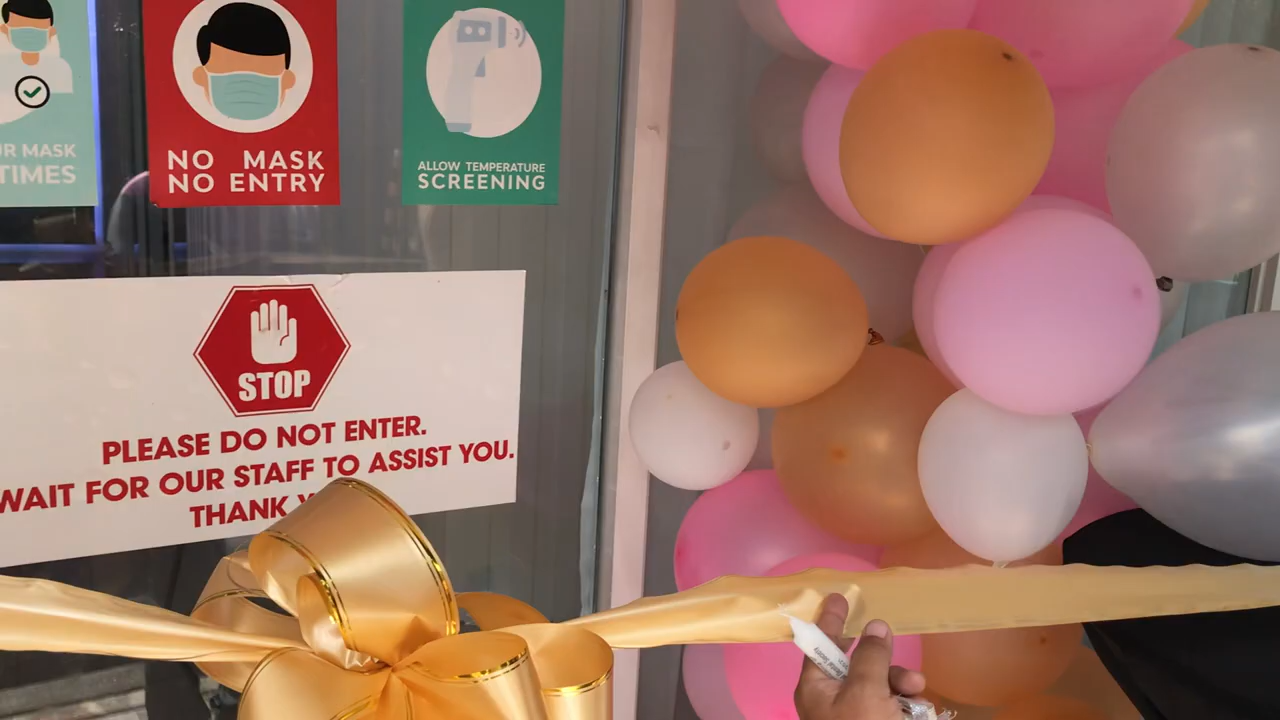 R MASK
TIMES
NO MASK
NO ENTRY
ALLOW TEMPERATURE
SCREENING
STOP
PLEASE DO NOT ENTER.
WAIT FOR OUR STAFF TO ASSIST YOU.
THANK